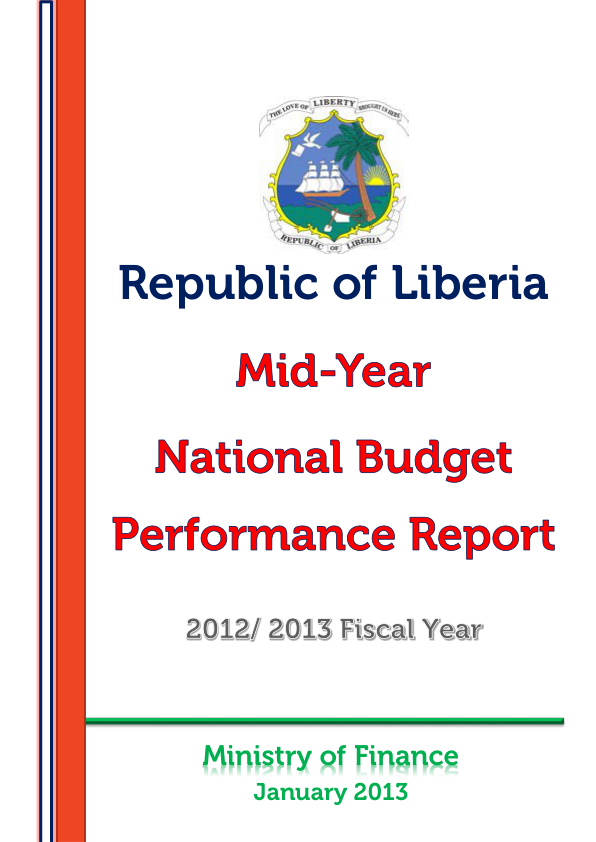 THE LOVE OF LIBERTY BROUGHT US HERE
REPUBLIC OF LIBERIA
Republic of Liberia
Mid-Year
National Budget
Performance Report
2012/ 2013 Fiscal Year
Ministry of Finance
January 2013